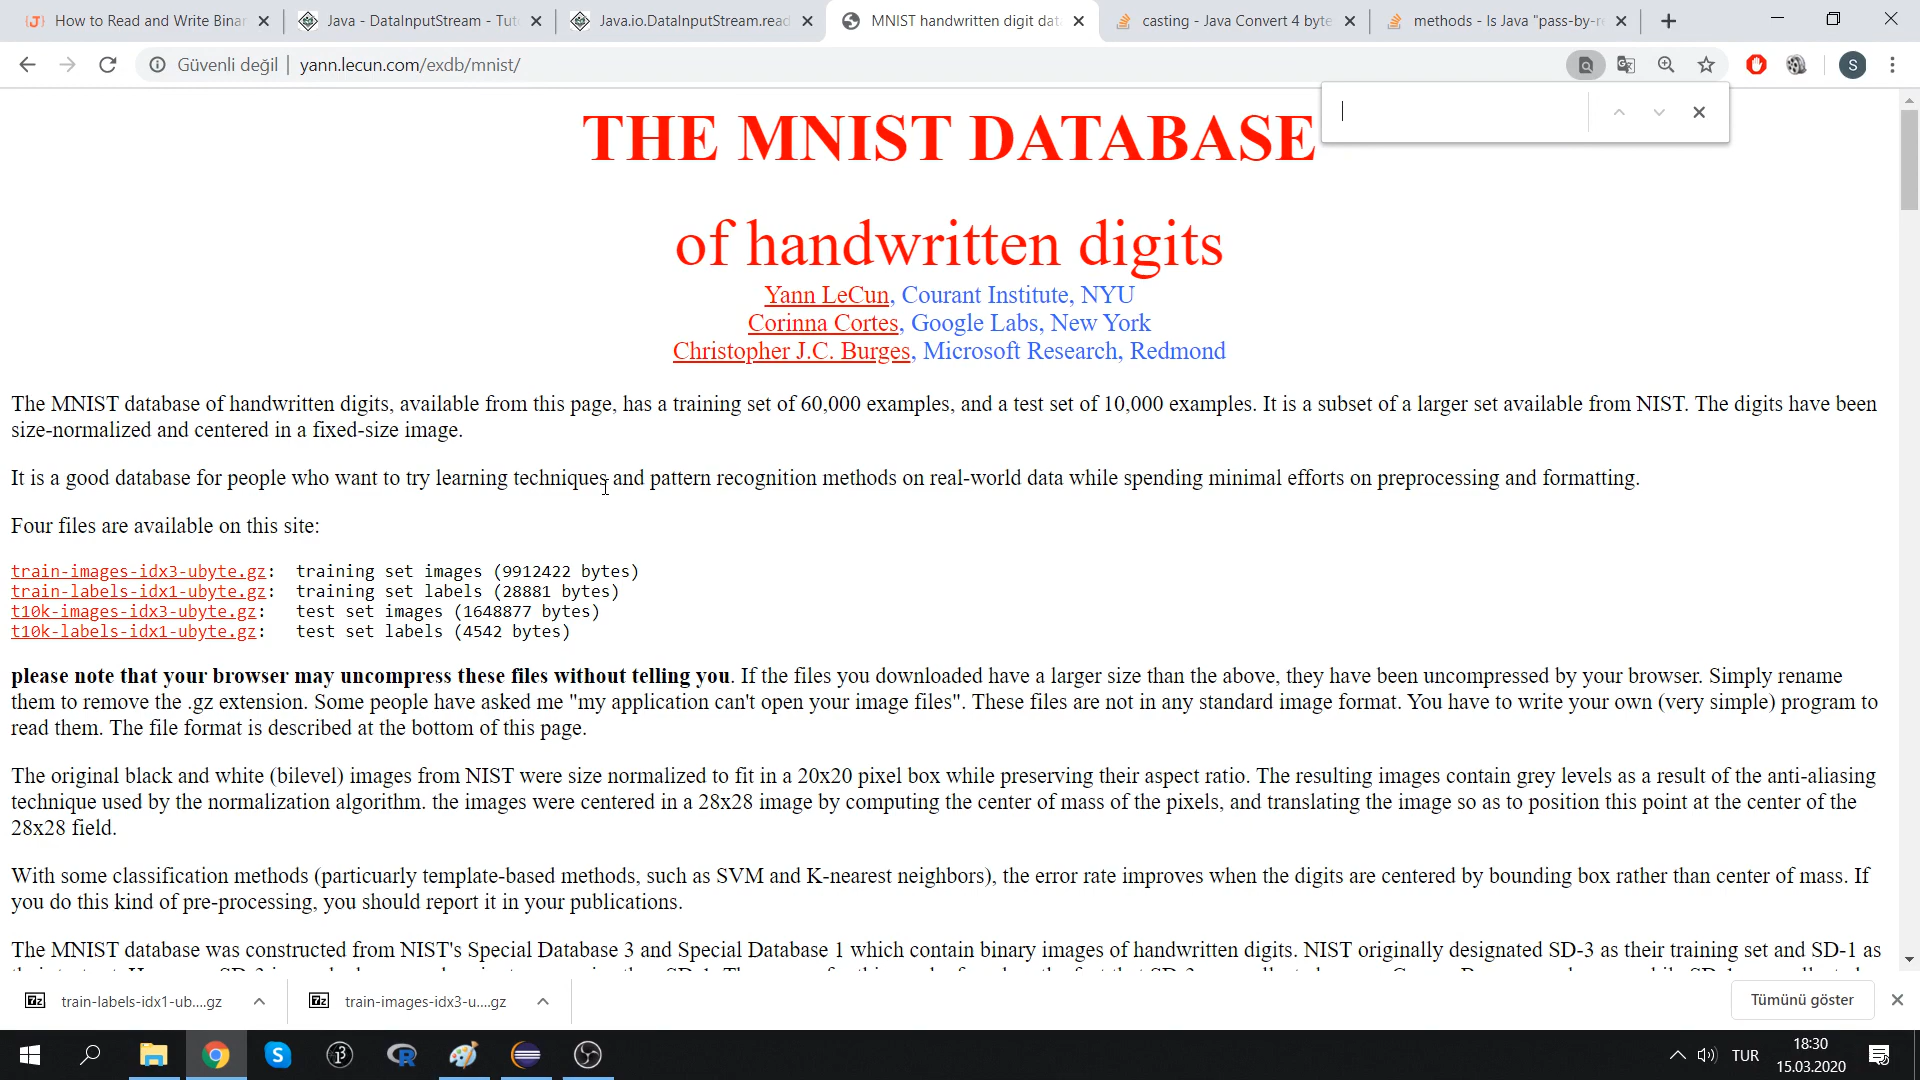 How to Read and Write Binar
Java - DataInputStream - Tut
Java.io.DataInputStream.read
MNIST handwritten digit dat
casting - Java Convert 4 byte
methods - Is Java "pass-by-re
Güvenli değil | yann.lecun.com/exdb/mnist/
S
THE MNIST DATABASE
of handwritten digits
Yann LeCun, Courant Institute, NYU
Corinna Cortes, Google Labs, New York
Christopher J.C. Burges, Microsoft Research, Redmond
The MNIST database of handwritten digits, available from this page, has a training set of 60,000 examples, and a test set of 10,000 examples. It is a subset of a larger set available from NIST. The digits have been
size-normalized and centered in a fixed-size image.
It is a good database for people who want to try learning techniques and pattern recognition methods on real-world data while spending minimal efforts on preprocessing and formatting.
Four files are available on this site:
train-images-idx3-ubyte.gz: training set images (9912422 bytes)
train-labels-idx1-ubyte.gz: training set labels (28881 bytes)
t10k-images-idx3-ubyte.gz: test set images (1648877 bytes)
t10k-labels-idx1-ubyte.gz: test set labels (4542 bytes)
please note that your browser may uncompress these files without telling you. If the files you downloaded have a larger size than the above, they have been uncompressed by your browser. Simply rename
them to remove the .gz extension. Some people have asked me "my application can't open your image files". These files are not in any standard image format. You have to write your own (very simple) program to
read them. The file format is described at the bottom of this page.
The original black and white (bilevel) images from NIST were size normalized to fit in a 20x20 pixel box while preserving their aspect ratio. The resulting images contain grey levels as a result of the anti-aliasing
technique used by the normalization algorithm. the images were centered in a 28x28 image by computing the center of mass of the pixels, and translating the image so as to position this point at the center of the
28x28 field.
With some classification methods (particuarly template-based methods, such as SVM and K-nearest neighbors), the error rate improves when the digits are centered by bounding box rather than center of mass. If
you do this kind of pre-processing, you should report it in your publications.
The MNIST database was constructed from NIST's Special Database 3 and Special Database 1 which contain binary images of handwritten digits. NIST originally designated SD-3 as their training set and SD-1 as
train-labels-idx1-ub....gz
train-images-idx3-u....gz
Tümünü göster
TUR
18:30
15.03.2020